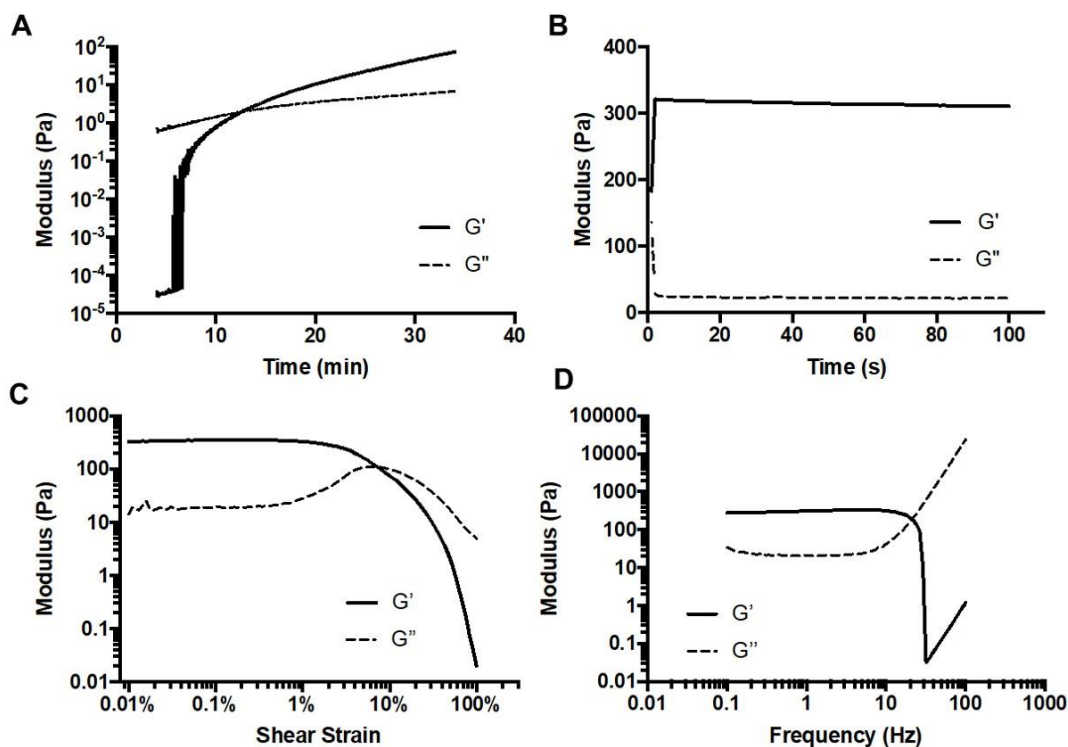 A
Modulus (Pa)
10²
10¹
10⁰
10⁻¹
10⁻²
10⁻³
10⁻⁴
10⁻⁵
G'
G"
0 10 20 30 40
Time (min)
B
Modulus (Pa)
400
300
200
100
0
G'
G"
0 20 40 60 80 100
Time (s)
C
Modulus (Pa)
1000
100
10
1
0.1
0.01
G’
G”
0.01% 0.1% 1% 10% 100%
Shear Strain
D
Modulus (Pa)
100000
10000
1000
100
10
1
0.1
0.01
G’
G”
0.01 0.1 1 10 100 1000
Frequency (Hz)